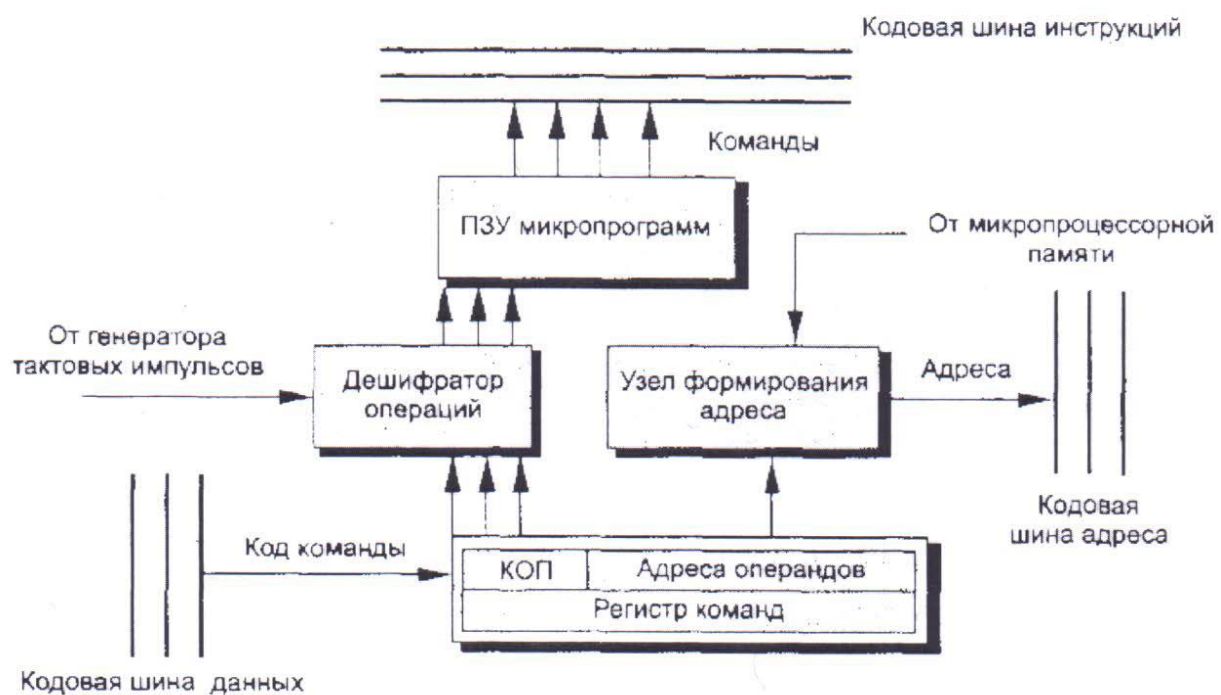 Кодовая шина инструкций
Команды
ПЗУ микропрограмм
От микропроцессорной
памяти
От генератора
тактовых импульсов
Дешифратор
операций
Узел формирования
адреса
Адреса
Кодовая
шина адреса
Код команды
КОП
Адреса операндов
Регистр команд
Кодовая шина данных